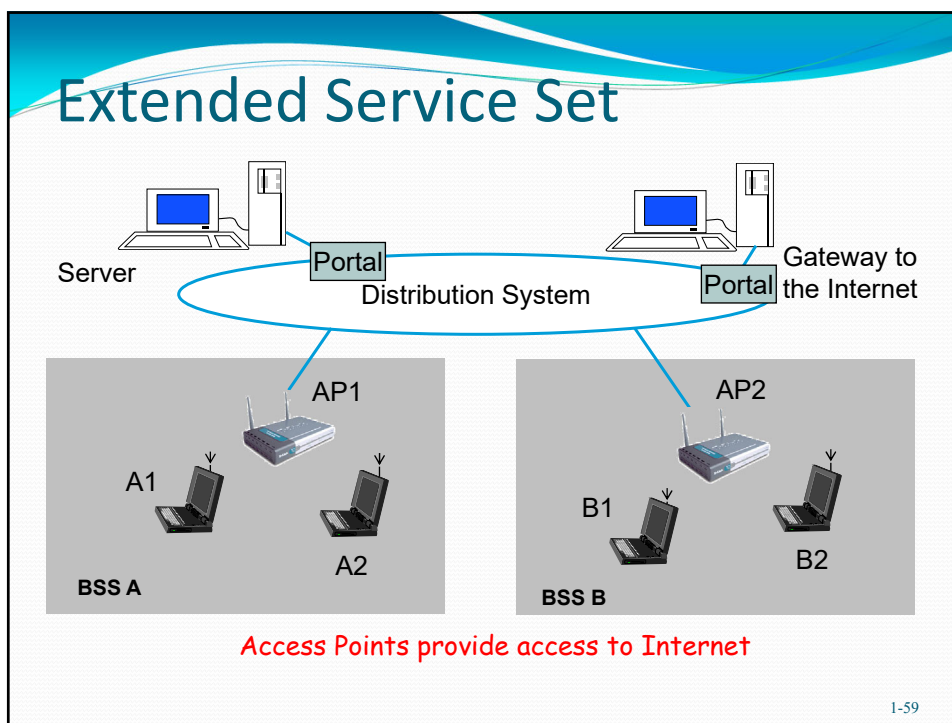 Extended Service Set
Server
Portal
Distribution System
Portal
Gateway to
the Internet
AP1
A1
A2
BSS A
AP2
B1
B2
BSS B
Access Points provide access to Internet
1-59